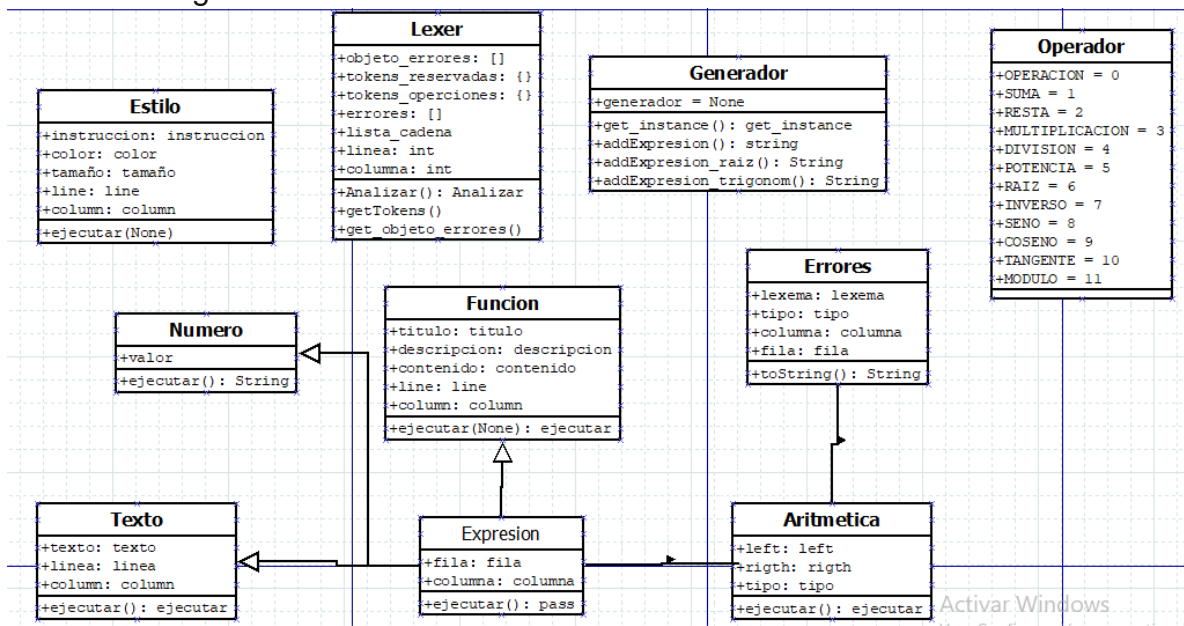 Lexer
+objeto_errores: []
+tokens_reservadas: {}
+tokens_operciones: {}
+errores: []
+lista_cadena
+linea: int
+columna: int
+Analizar(): Analizar
+getTokens()
+get_objeto_errores()
Generador
+generador = None
+get_instance(): get_instance
+addExpresion(): string
+addExpresion_raiz(): String
+addExpresion_trigonom(): String
Operador
+OPERACION = 0
+SUMA = 1
+RESTA = 2
+MULTIPLICACION = 3
+DIVISION = 4
+POTENCIA = 5
+RAIZ = 6
+INVERSO = 7
+SENO = 8
+COSENO = 9
+TANGENTE = 10
+MODULO = 11
Estilo
+instruccion: instruccion
+color: color
+tamaño: tamaño
+line: line
+column: column
+ejecutar(None)
Errores
+lexema: lexema
+tipo: tipo
+columna: columna
+fila: fila
+toString(): String
Funcion
+titulo: titulo
+descripcion: descripcion
+contenido: contenido
+line: line
+column: column
+ejecutar(None): ejecutar
Numero
+valor
+ejecutar(): String
Texto
+texto: texto
+linea: linea
+column: column
+ejecutar(): ejecutar
Expresion
+fila: fila
+columna: columna
+ejecutar(): pass
Aritmetica
+left: left
+rigth: rigth
+tipo: tipo
+ejecutar(): ejecutar
Activar Windows